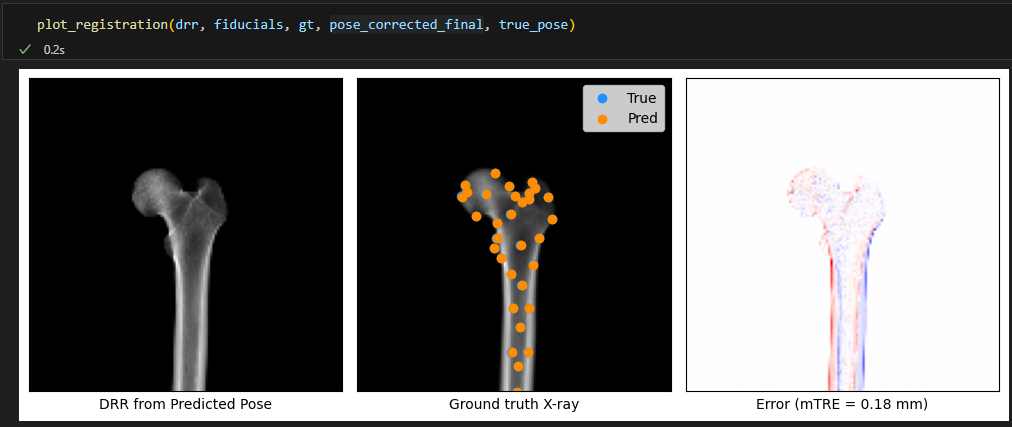 plot_registration(drr, fiducials, gt, pose_corrected_final, true_pose)
0.2s
True
Pred
DRR from Predicted Pose
Ground truth X-ray
Error (mTRE = 0.18 mm)